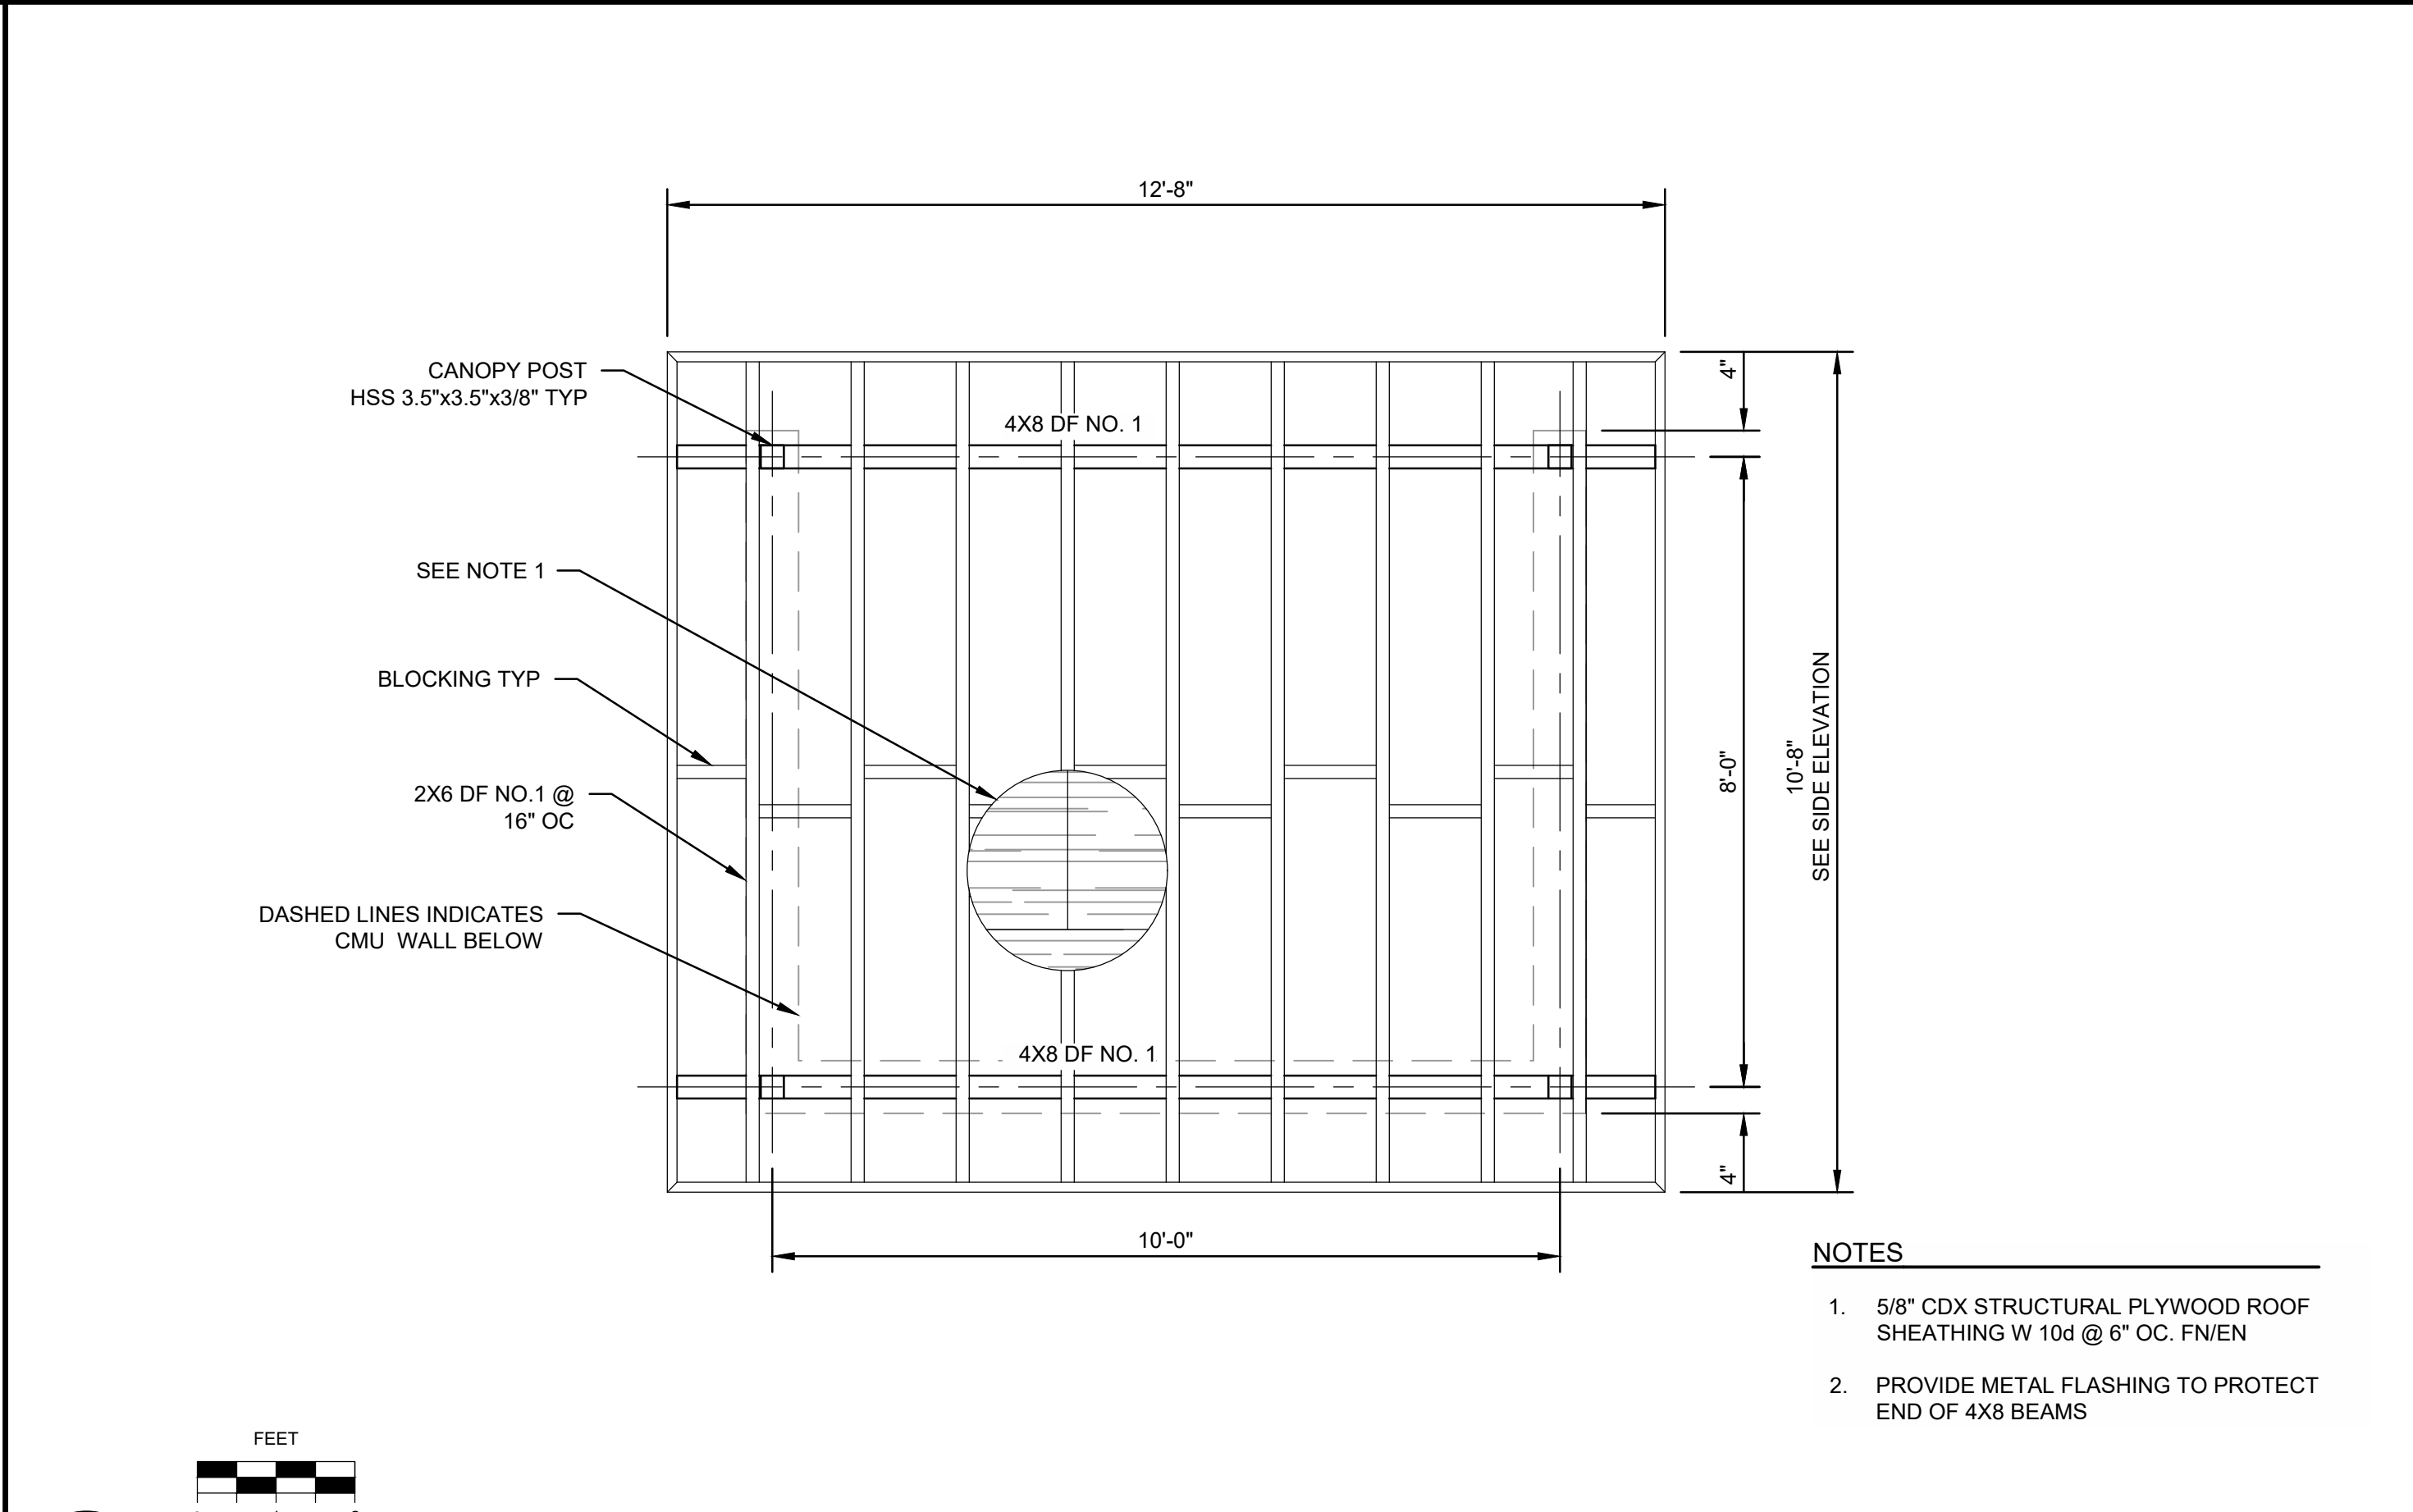 12'-8"
CANOPY POST
HSS 3.5"x3.5"x3/8" TYP
4X8 DF NO. 1
4"
SEE NOTE 1
BLOCKING TYP
2X6 DF NO.1 @
16" OC
DASHED LINES INDICATES
CMU WALL BELOW
8'-0"
10'-8"
SEE SIDE ELEVATION
4X8 DF NO. 1
4"
10'-0"
NOTES
1. 5/8" CDX STRUCTURAL PLYWOOD ROOF
SHEATHING W 10d @ 6" OC. FN/EN
2. PROVIDE METAL FLASHING TO PROTECT
END OF 4X8 BEAMS
FEET